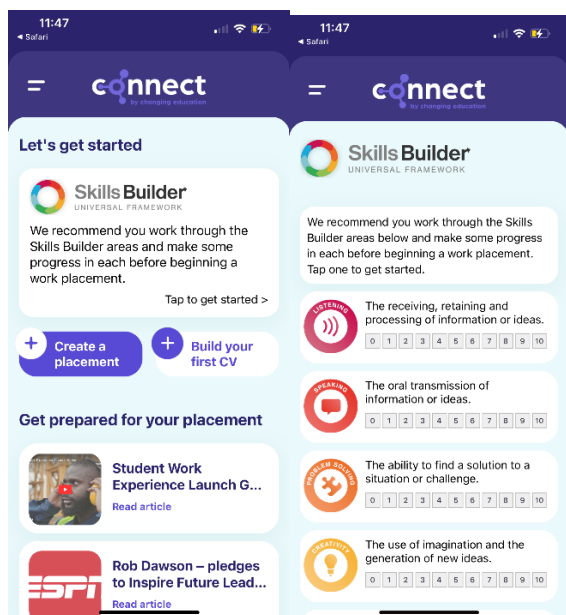 11:47
◄ Safari
connect
by changing education
Let's get started
Skills Builder
UNIVERSAL FRAMEWORK
We recommend you work through the
Skills Builder areas and make some
progress in each before beginning a
work placement.
Tap to get started >
+ Create a
placement
+ Build your
first CV
Get prepared for your placement
Student Work
Experience Launch G...
Read article
ESPI
Rob Dawson – pledges
to Inspire Future Lead...
Read article
11:47
◄ Safari
connect
by changing education
Skills Builder
UNIVERSAL FRAMEWORK
We recommend you work through the Skills
Builder areas below and make some progress
in each before beginning a work placement.
Tap one to get started.
LISTENING
The receiving, retaining and
processing of information or ideas.
0 1 2 3 4 5 6 7 8 9 10
SPEAKING
The oral transmission of
information or ideas.
0 1 2 3 4 5 6 7 8 9 10
PROBLEM SOLVING
The ability to find a solution to a
situation or challenge.
0 1 2 3 4 5 6 7 8 9 10
CREATIVITY
The use of imagination and the
generation of new ideas.
0 1 2 3 4 5 6 7 8 9 10